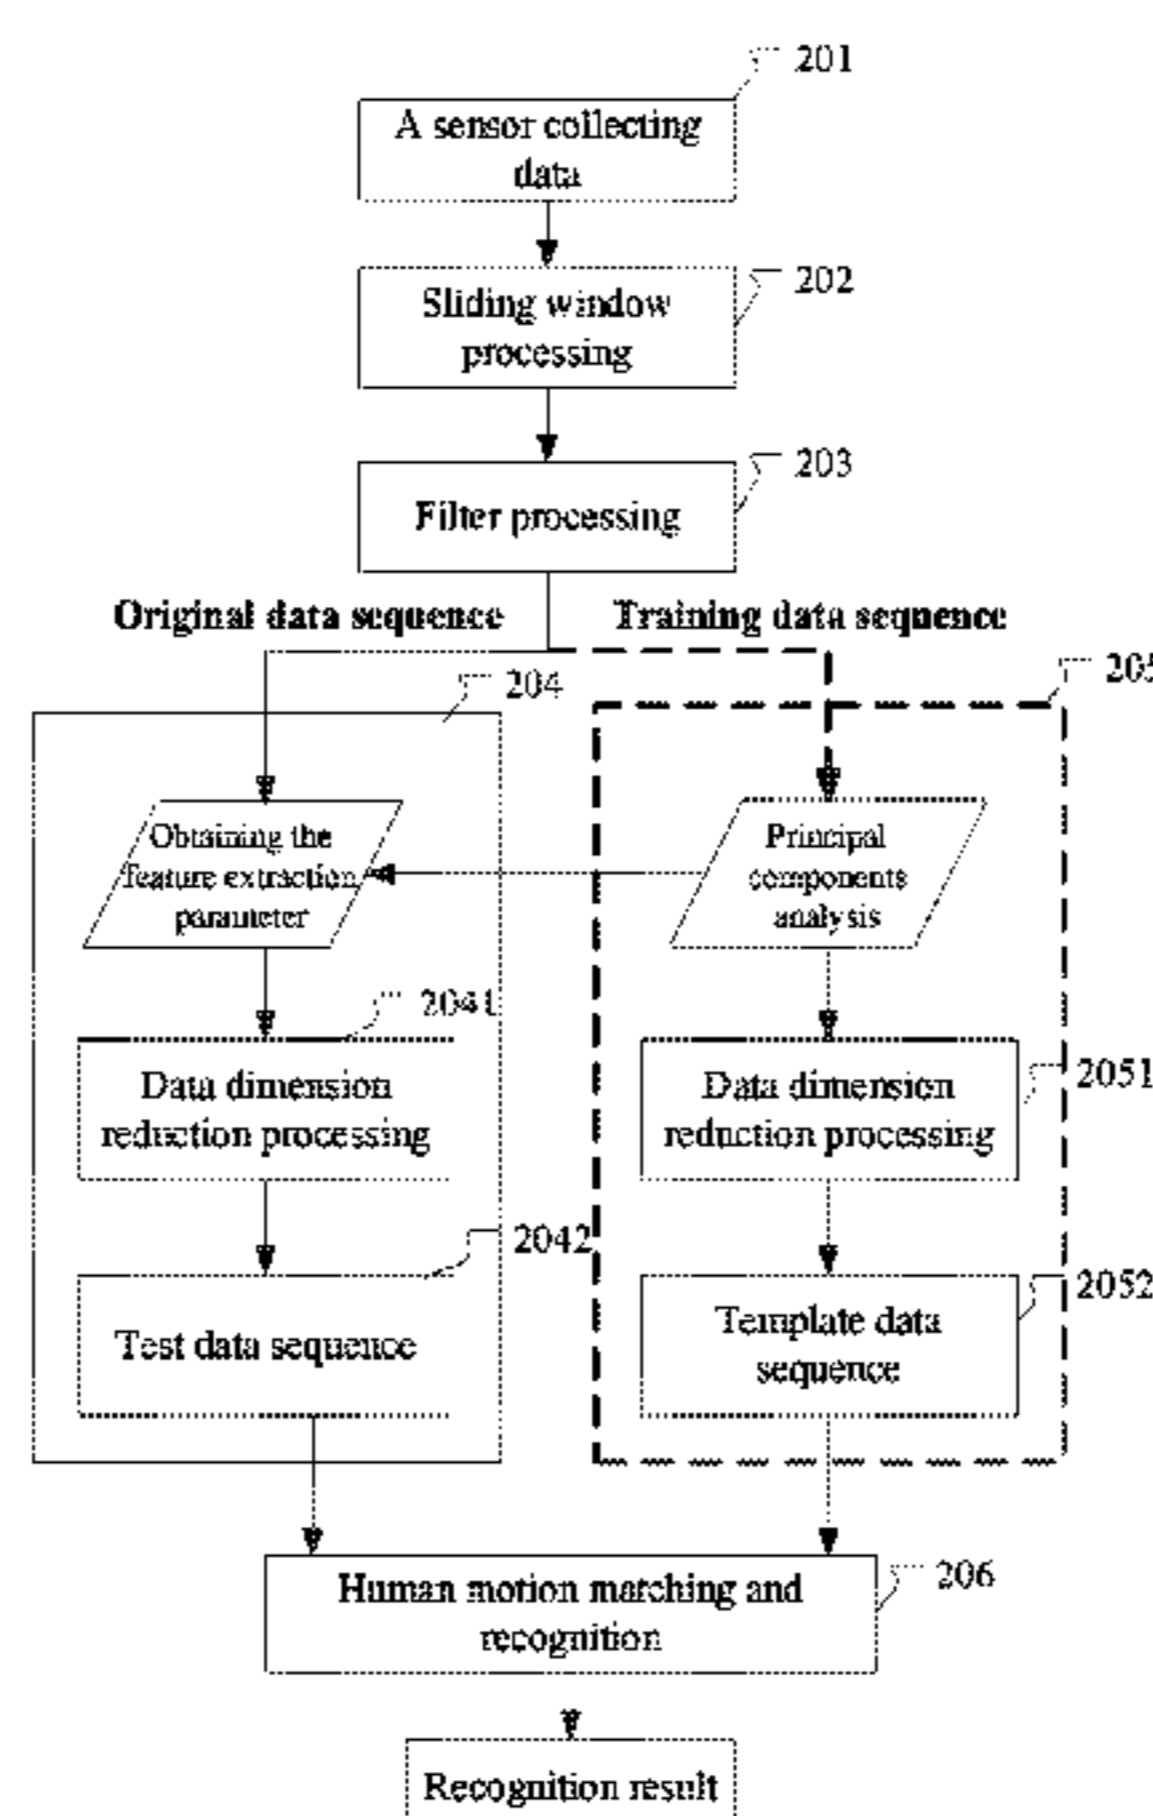 201
A sensor collecting
data
202
Sliding window
processing
203
Filter processing
Original data sequence
Training data sequence
204
205
Obtaining the
feature extraction
parameter
Principal
components
analysis
2041
Data dimension
reduction processing
2051
Data dimension
reduction processing
2042
Test data sequence
2052
Template data
sequence
206
Human motion matching and
recognition
Recognition result